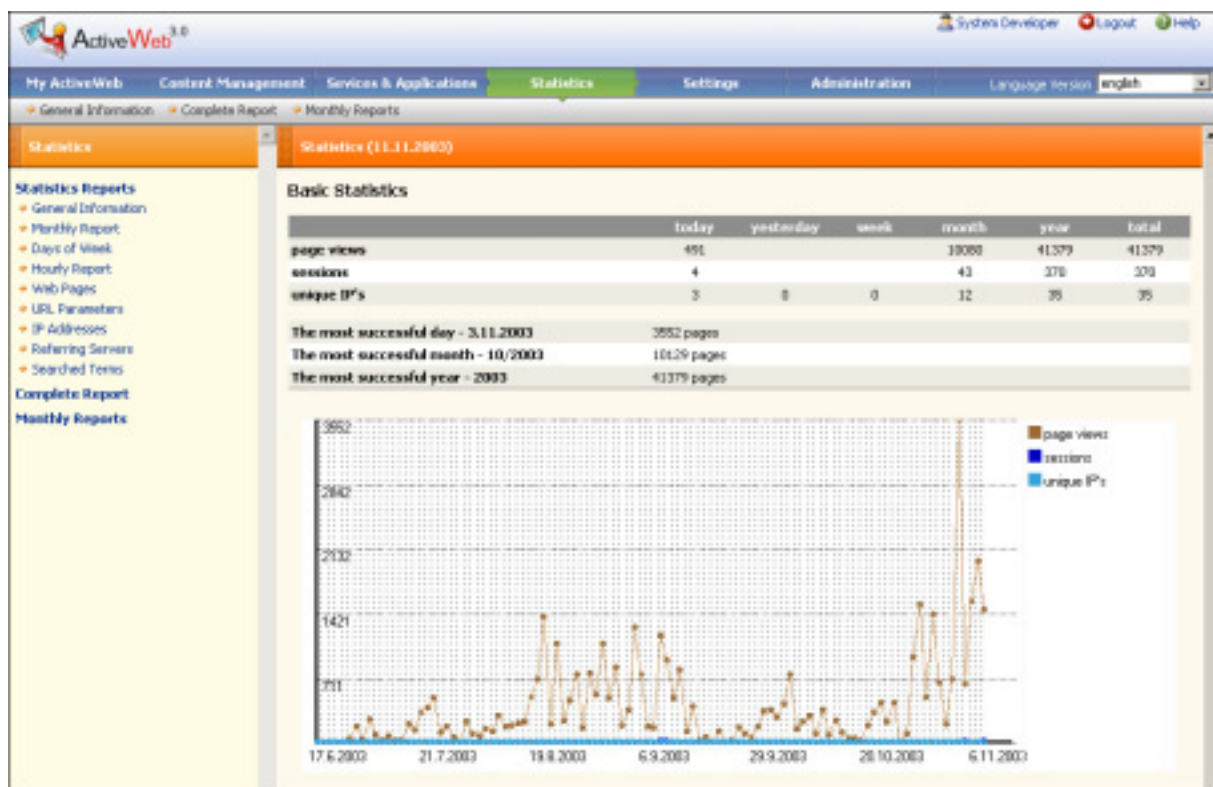 ActiveWeb 3.0
System Developer Logout Help
My ActiveWeb Content Management Services & Applications Statistics Settings Administration Language Version english
General Information Complete Report Monthly Reports
Statistics
Statistics (11.11.2003)
Statistics Reports
General Information
Monthly Report
Days of Week
Hourly Report
Web Pages
URL Parameters
IP Addresses
Referring Servers
Searched Terms
Complete Report
Monthly Reports
Basic Statistics
today yesterday week month year total
page views 491 10080 41379 41379
sessions 4 43 370 370
unique IP's 3 0 0 12 35 35
The most successful day - 3.11.2003 3552 pages
The most successful month - 10/2003 10129 pages
The most successful year - 2003 41379 pages
3552
2842
2132
1421
711
17.6.2003 21.7.2003 19.8.2003 6.9.2003 29.9.2003 20.10.2003 6.11.2003
page views
sessions
unique IP's